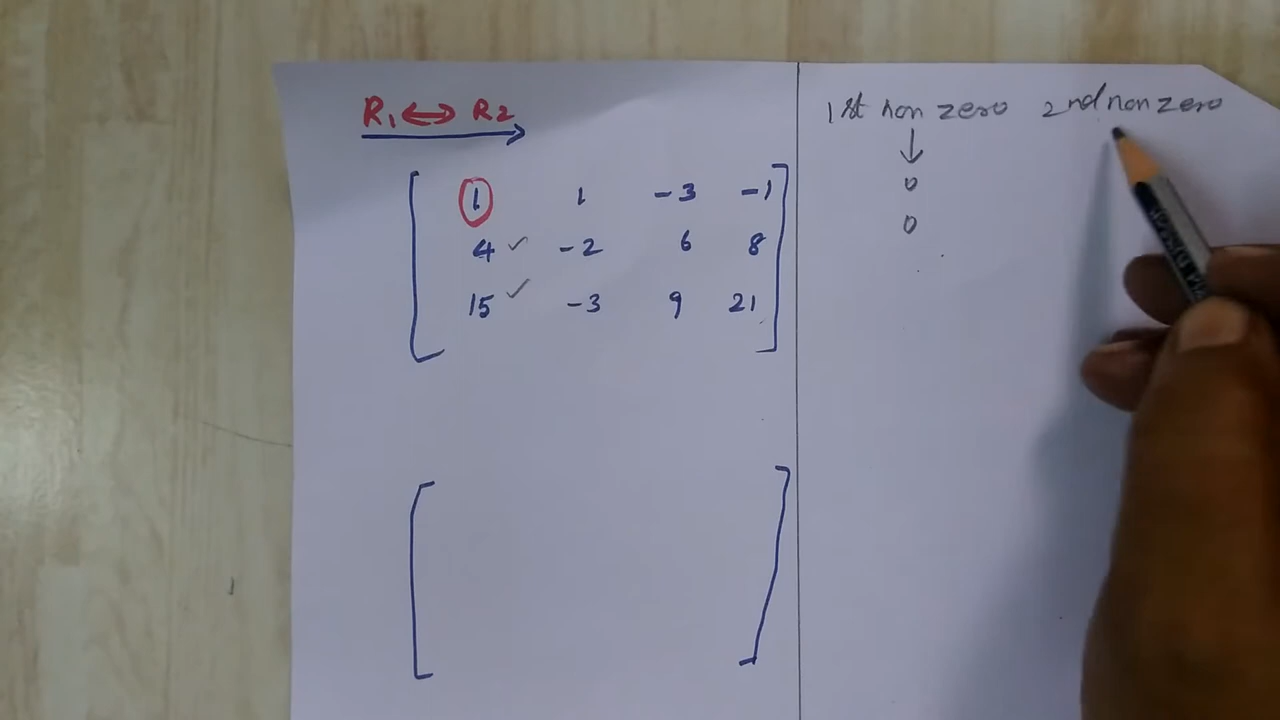 R1 ↔ R2
1 1 -3 -1
4 ✓ -2 6 8
15 ✓ -3 9 21
1st non zero 2nd non zero
↓
0
0